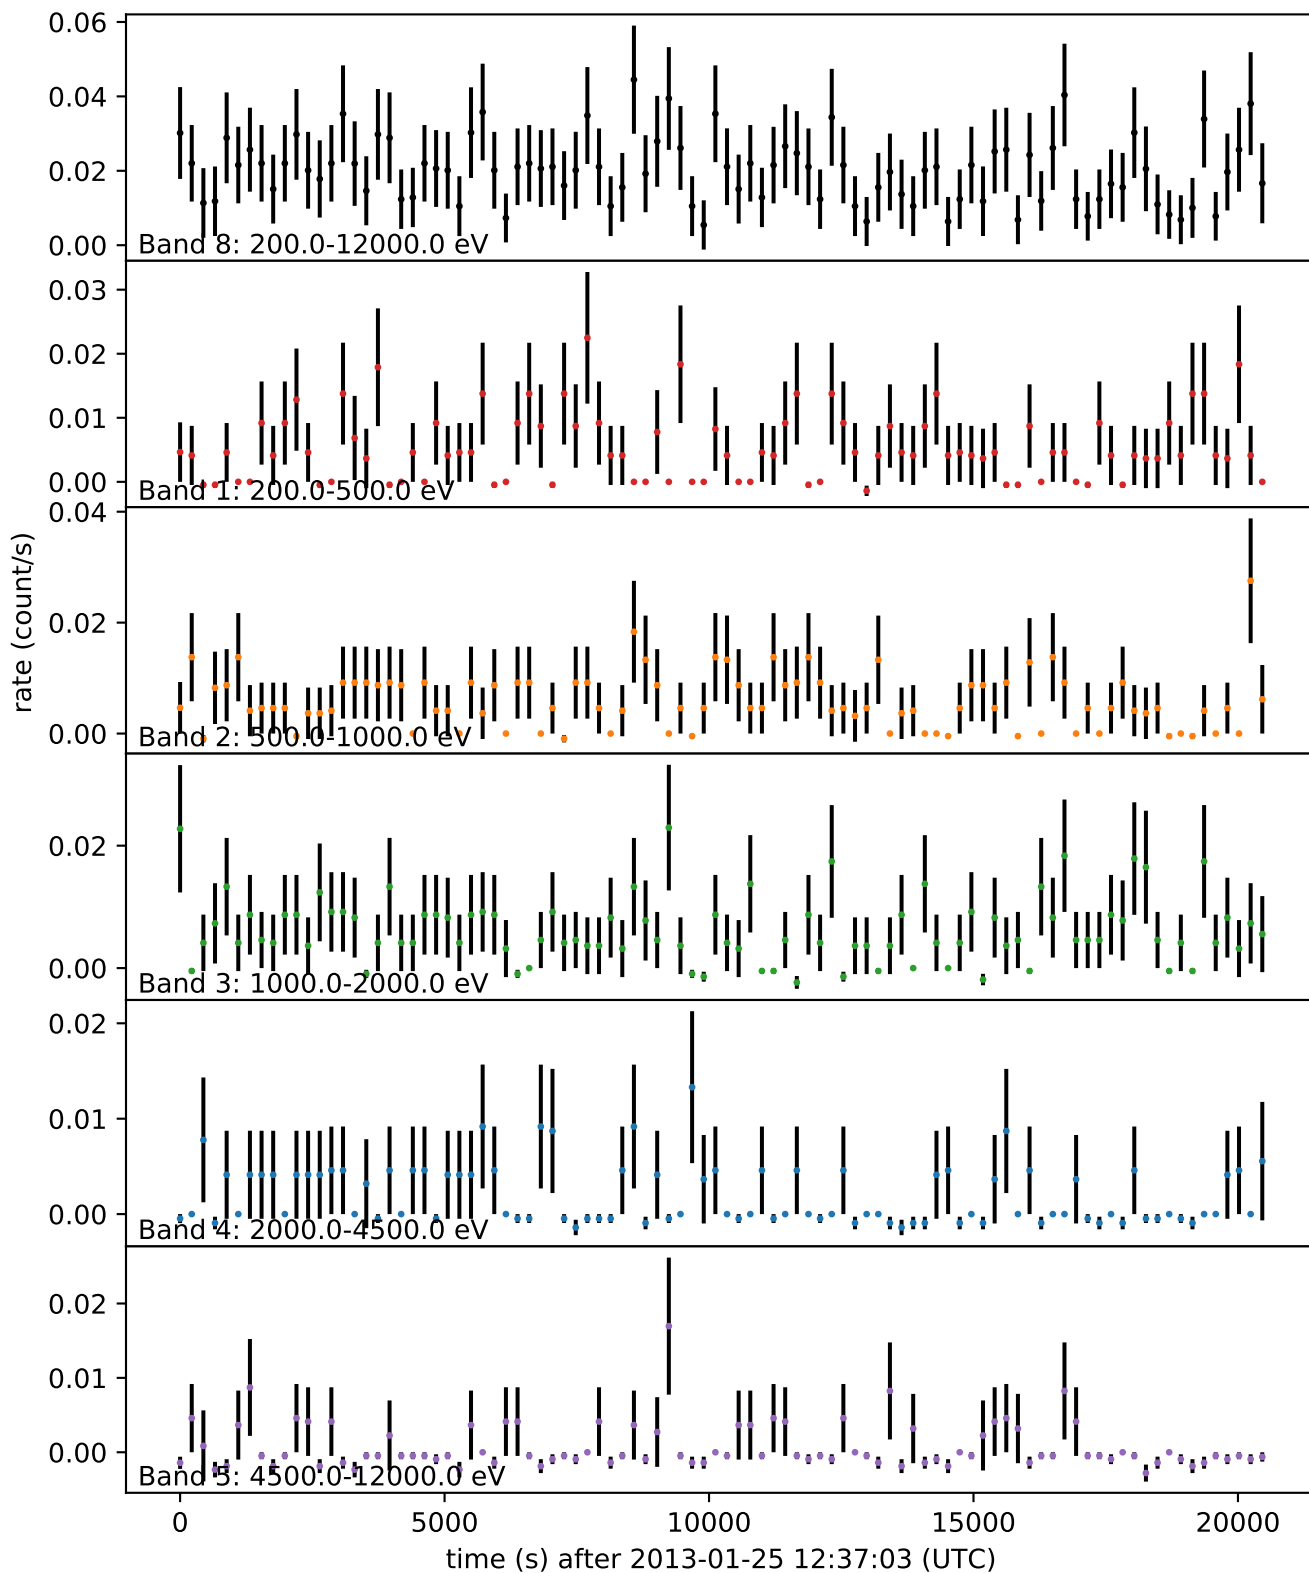 0.06
0.04
0.02
0.00
Band 8: 200.0-12000.0 eV
0.03
0.02
0.01
0.00
Band 1: 200.0-500.0 eV
0.04
0.02
0.00
Band 2: 500.0-1000.0 eV
rate (count/s)
0.02
0.00
Band 3: 1000.0-2000.0 eV
0.02
0.01
0.00
Band 4: 2000.0-4500.0 eV
0.02
0.01
0.00
Band 5: 4500.0-12000.0 eV
0 5000 10000 15000 20000
time (s) after 2013-01-25 12:37:03 (UTC)